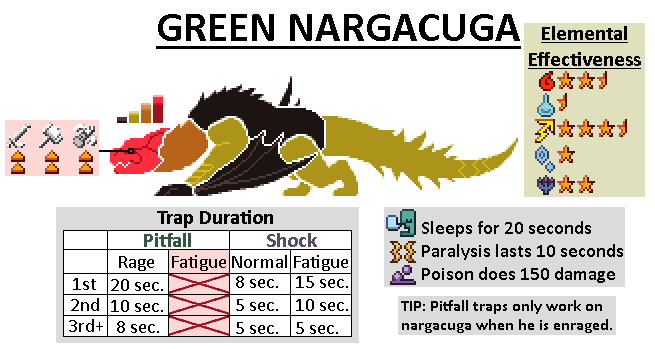 GREEN NARGACUGA
Elemental
Effectiveness
Trap Duration
Pitfall Shock
Rage Fatigue Normal Fatigue
1st 20 sec. 8 sec. 15 sec.
2nd 10 sec. 5 sec. 10 sec.
3rd+ 8 sec. 5 sec. 5 sec.
Sleeps for 20 seconds
Paralysis lasts 10 seconds
Poison does 150 damage
TIP: Pitfall traps only work on
nargacuga when he is enraged.